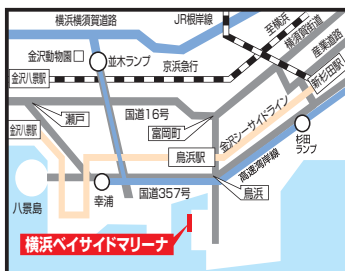 横浜横須賀道路
JR根岸線
至横浜
横須賀街道
産業道路
金沢動物園
並木ランプ
京浜急行
新杉田駅
金沢八景駅
瀬戸
国道16号
富岡町
金沢シーサイドライン
金沢八景駅
鳥浜駅
杉田
ランプ
高速湾岸線
幸浦
国道357号
鳥浜
八景島
横浜ベイサイドマリーナ